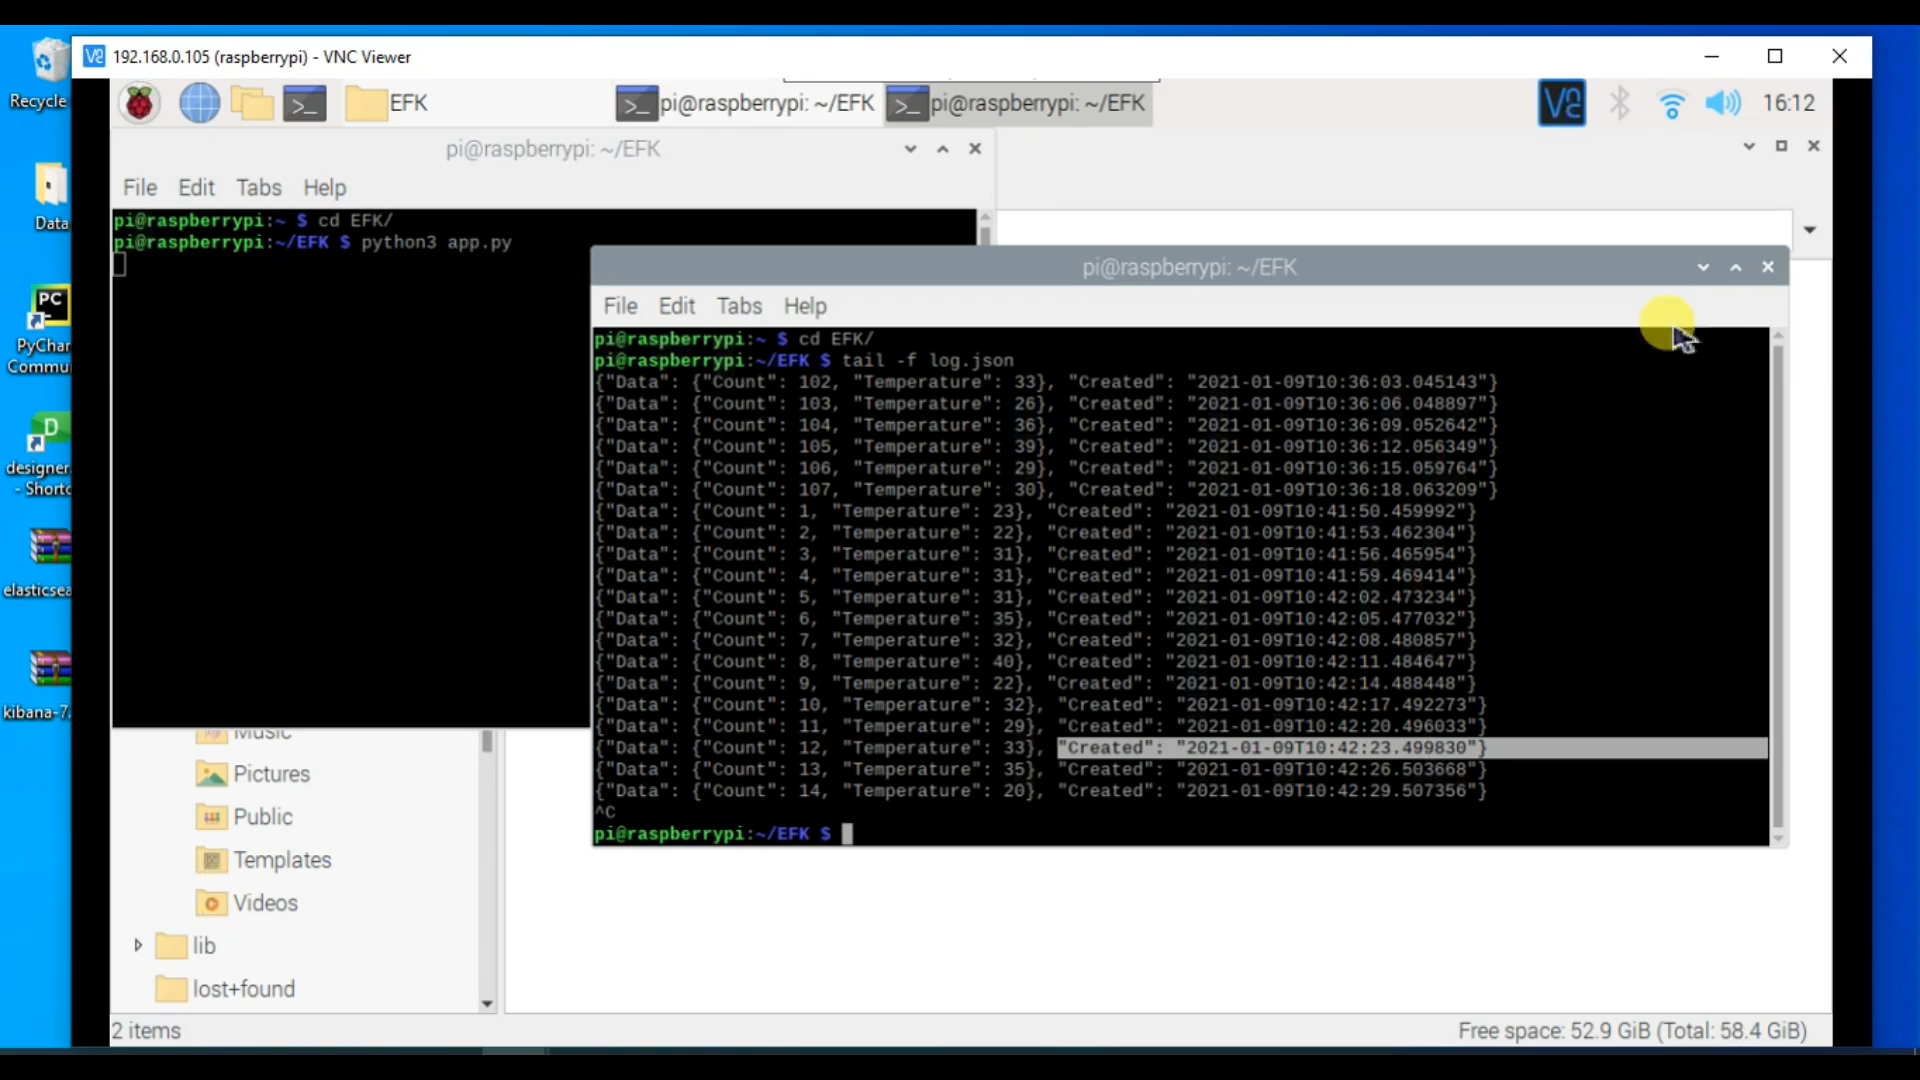 192.168.0.105 (raspberrypi) - VNC Viewer
Recycle
EFK
pi@raspberrypi: ~/EFK
pi@raspberrypi: ~/EFK
16:12
pi@raspberrypi: ~/EFK
File Edit Tabs Help
pi@raspberrypi:~ $ cd EFK/
pi@raspberrypi:~/EFK $ python3 app.py
Data
PC
PyChar
Commu
D
designer.
- Shortc
elasticsea
kibana-7.
pi@raspberrypi: ~/EFK
File Edit Tabs Help
pi@raspberrypi:~ $ cd EFK/
pi@raspberrypi:~/EFK $ tail -f log.json
{"Data": {"Count": 102, "Temperature": 33}, "Created": "2021-01-09T10:36:03.045143"}
{"Data": {"Count": 103, "Temperature": 26}, "Created": "2021-01-09T10:36:06.048897"}
{"Data": {"Count": 104, "Temperature": 36}, "Created": "2021-01-09T10:36:09.052642"}
{"Data": {"Count": 105, "Temperature": 39}, "Created": "2021-01-09T10:36:12.056349"}
{"Data": {"Count": 106, "Temperature": 29}, "Created": "2021-01-09T10:36:15.059764"}
{"Data": {"Count": 107, "Temperature": 30}, "Created": "2021-01-09T10:36:18.063209"}
{"Data": {"Count": 1, "Temperature": 23}, "Created": "2021-01-09T10:41:50.459992"}
{"Data": {"Count": 2, "Temperature": 22}, "Created": "2021-01-09T10:41:53.462304"}
{"Data": {"Count": 3, "Temperature": 31}, "Created": "2021-01-09T10:41:56.465954"}
{"Data": {"Count": 4, "Temperature": 31}, "Created": "2021-01-09T10:41:59.469414"}
{"Data": {"Count": 5, "Temperature": 31}, "Created": "2021-01-09T10:42:02.473234"}
{"Data": {"Count": 6, "Temperature": 35}, "Created": "2021-01-09T10:42:05.477032"}
{"Data": {"Count": 7, "Temperature": 32}, "Created": "2021-01-09T10:42:08.480857"}
{"Data": {"Count": 8, "Temperature": 40}, "Created": "2021-01-09T10:42:11.484647"}
{"Data": {"Count": 9, "Temperature": 22}, "Created": "2021-01-09T10:42:14.488448"}
{"Data": {"Count": 10, "Temperature": 32}, "Created": "2021-01-09T10:42:17.492273"}
{"Data": {"Count": 11, "Temperature": 29}, "Created": "2021-01-09T10:42:20.496033"}
{"Data": {"Count": 12, "Temperature": 33}, "Created": "2021-01-09T10:42:23.499830"}
{"Data": {"Count": 13, "Temperature": 35}, "Created": "2021-01-09T10:42:26.503668"}
{"Data": {"Count": 14, "Temperature": 20}, "Created": "2021-01-09T10:42:29.507356"}
^C
pi@raspberrypi:~/EFK $
Music
Pictures
Public
Templates
Videos
lib
lost+found
2 items
Free space: 52.9 GiB (Total: 58.4 GiB)